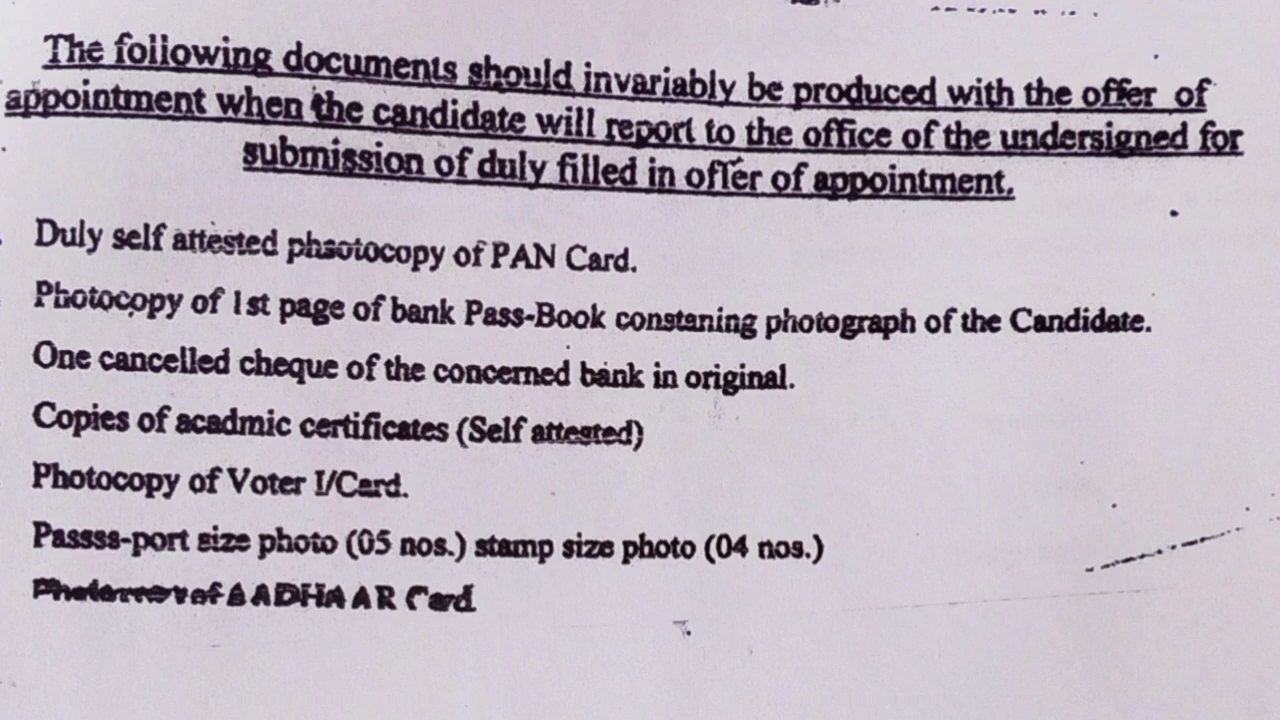 The following documents should invariably be produced with the offer of
appointment when the candidate will report to the office of the undersigned for
submission of duly filled in offer of appointment.
Duly self attested phsotocopy of PAN Card.
Photocopy of 1st page of bank Pass-Book constaning photograph of the Candidate.
One cancelled cheque of the concerned bank in original.
Copies of acadmic certificates (Self attested)
Photocopy of Voter I/Card.
Passss-port size photo (05 nos.) stamp size photo (04 nos.)
of AADHAAR Card